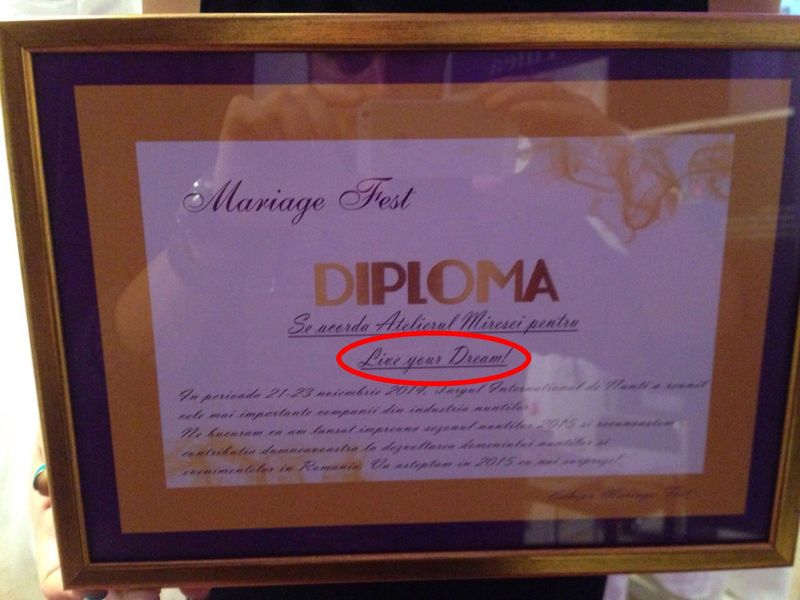 Mariage Fest
DIPLOMA
Se acorda Atelierul Miresei pentru
Live your Dream!
In perioada 21-23 noiembrie 2014, Targul International de Nunti a reunit
cele mai importante companii din industria nuntilor.
Ne bucuram ca am lansat impreuna sezonul nuntilor 2015 si recunoastem
contributia dumneavoastra la dezvoltarea domeniului nuntilor si
evenimentelor in Romania. Va asteptam in 2015 cu noi surprize!
Mariage Fest